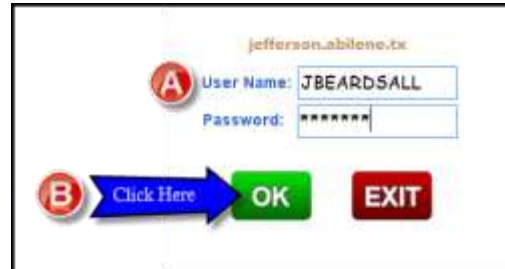 jefferson.abilene.tx
A User Name: JBEARDSALL
Password: *******
B Click Here OK EXIT